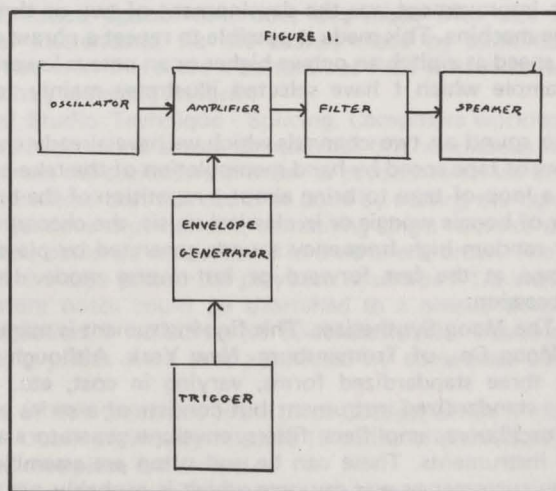 FIGURE 1.
OSCILLATOR
AMPLIFIER
FILTER
SPEAKER
ENVELOPE
GENERATOR
TRIGGER